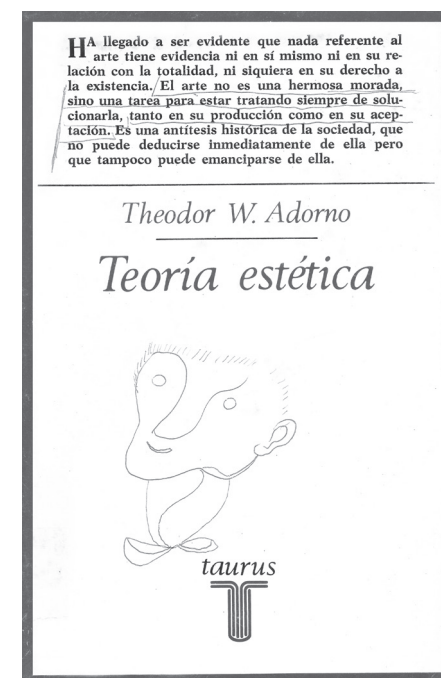 HA llegado a ser evidente que nada referente al
arte tiene evidencia ni en sí mismo ni en su re-
lación con la totalidad, ni siquiera en su derecho a
la existencia. El arte no es una hermosa morada,
sino una tarea para estar tratando siempre de solu-
cionarla, tanto en su producción como en su acep-
tación. Es una antítesis histórica de la sociedad, que
no puede deducirse inmediatamente de ella pero
que tampoco puede emanciparse de ella.
Theodor W. Adorno
Teoría estética
taurus